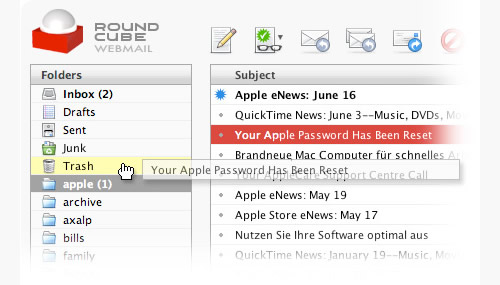 ROUND
CUBE
WEBMAIL
Folders
Inbox (2)
Drafts
Sent
Junk
Trash
apple (1)
archive
axalp
bills
family
Subject
Apple eNews: June 16
QuickTime News: June 3--Music, DVDs, Mov
Your Apple Password Has Been Reset
Brandneue Mac Computer für schnelles A
Your Apple Password Has Been Reset
Your AppleCare Support Centre Call
Apple eNews: May 19
Apple Store eNews: May 17
Nutzen Sie Ihre Software optimal aus
QuickTime News: January 19--Music,